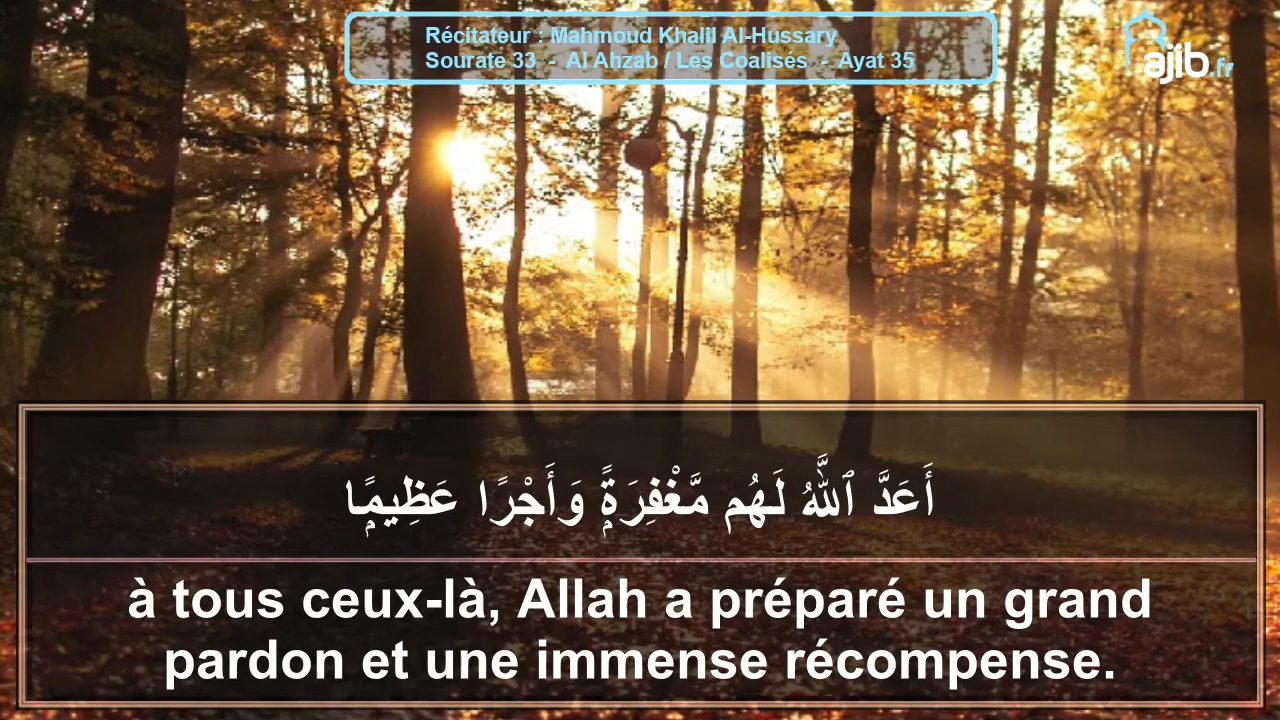 Récitateur : Mahmoud Khalil Al-Hussary
Sourate 33 - Al Ahzab / Les Coalisés - Ayat 35
ajib.fr
أَعَدَّ ٱللَّهُ لَهُم مَّغْفِرَةًۭ وَأَجْرًا عَظِيمًۭا
à tous ceux-là, Allah a préparé un grand
pardon et une immense récompense.